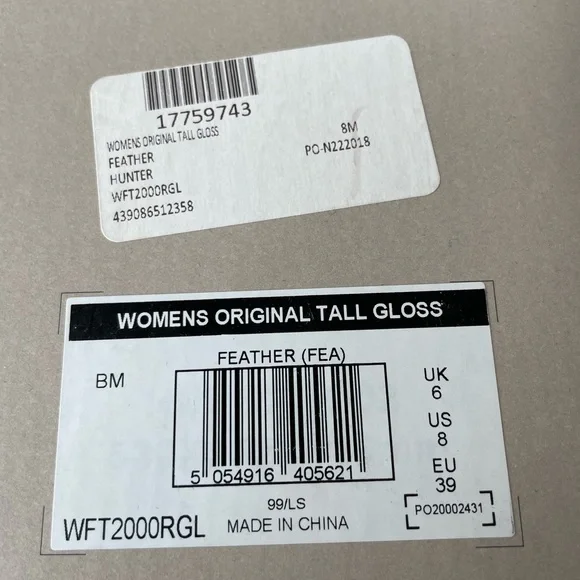 17759743
WOMENS ORIGINAL TALL GLOSS
FEATHER
HUNTER
WFT2000RGL
439086512358
8M
PO-N222018
WOMENS ORIGINAL TALL GLOSS
FEATHER (FEA)
BM
5 054916 405621
UK
6
US
8
EU
39
99/LS
MADE IN CHINA
WFT2000RGL
PO20002431